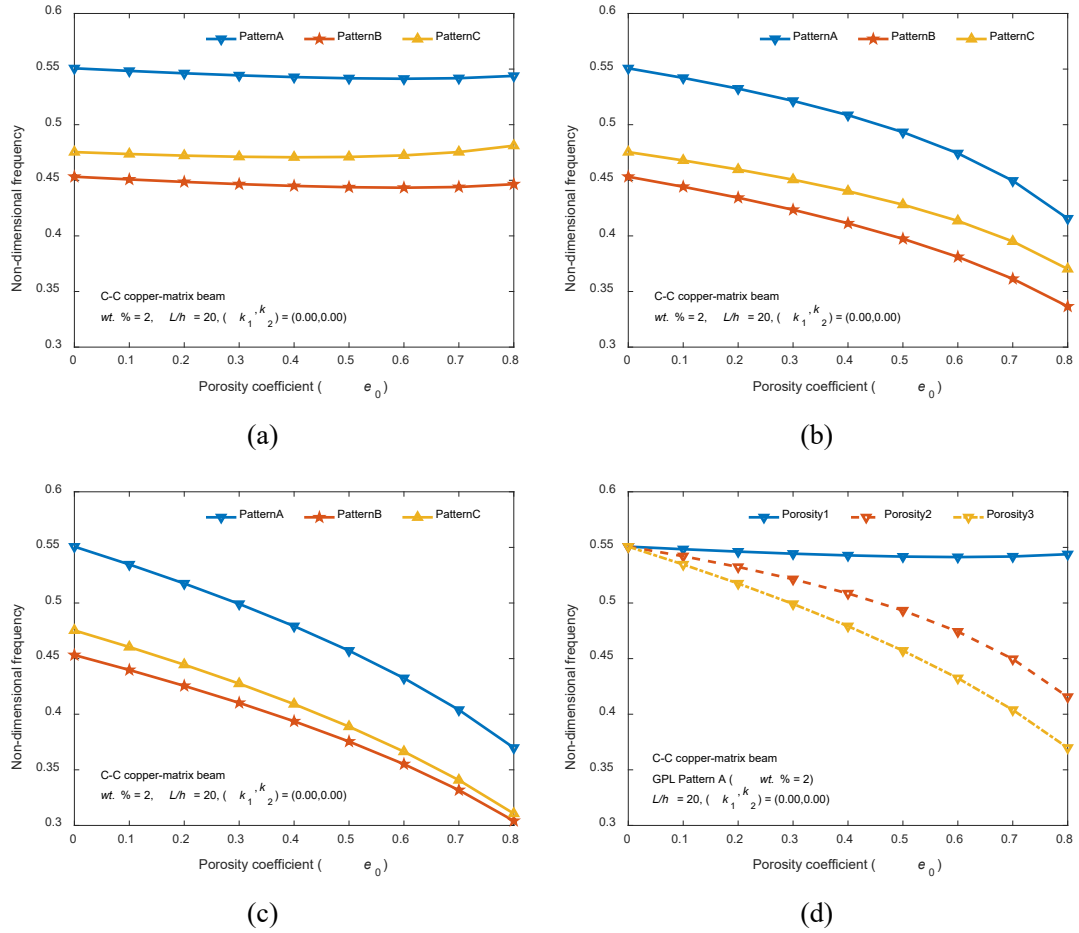 0.6
PatternA PatternB PatternC
0.55
0.5
0.45
0.4
0.35
0.3
Non-dimensional frequency
C-C copper-matrix beam
wt. % = 2, L/h = 20, ( k1, k2) = (0.00,0.00)
0 0.1 0.2 0.3 0.4 0.5 0.6 0.7 0.8
Porosity coefficient ( e0)
(a)
0.6
PatternA PatternB PatternC
0.55
0.5
0.45
0.4
0.35
0.3
Non-dimensional frequency
C-C copper-matrix beam
wt. % = 2, L/h = 20, ( k1, k2) = (0.00,0.00)
0 0.1 0.2 0.3 0.4 0.5 0.6 0.7 0.8
Porosity coefficient ( e0)
(b)
0.6
PatternA PatternB PatternC
0.55
0.5
0.45
0.4
0.35
0.3
Non-dimensional frequency
C-C copper-matrix beam
wt. % = 2, L/h = 20, ( k1, k2) = (0.00,0.00)
0 0.1 0.2 0.3 0.4 0.5 0.6 0.7 0.8
Porosity coefficient ( e0)
(c)
0.6
Porosity1 Porosity2 Porosity3
0.55
0.5
0.45
0.4
0.35
0.3
Non-dimensional frequency
C-C copper-matrix beam
GPL Pattern A ( wt. % = 2)
L/h = 20, ( k1, k2) = (0.00,0.00)
0 0.1 0.2 0.3 0.4 0.5 0.6 0.7 0.8
Porosity coefficient ( e0)
(d)